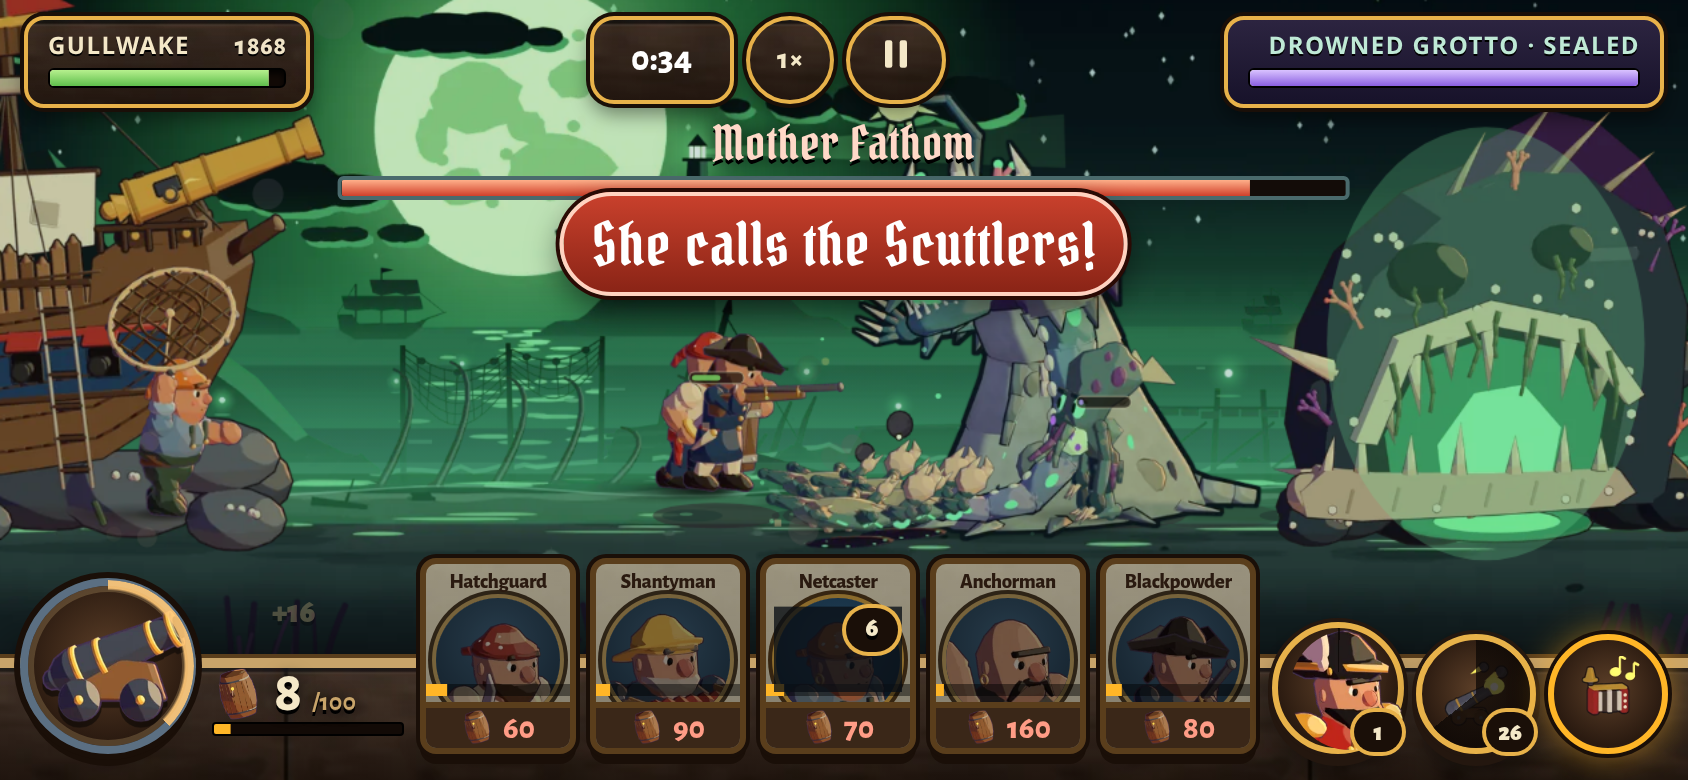 GULLWAKE 1868
0:34
1×
DROWNED GROTTO · SEALED
Mother Fathom
She calls the Scuttlers!
+16
8 /100
Hatchguard
60
Shantyman
90
Netcaster
6
70
Anchorman
160
Blackpowder
80
1
26